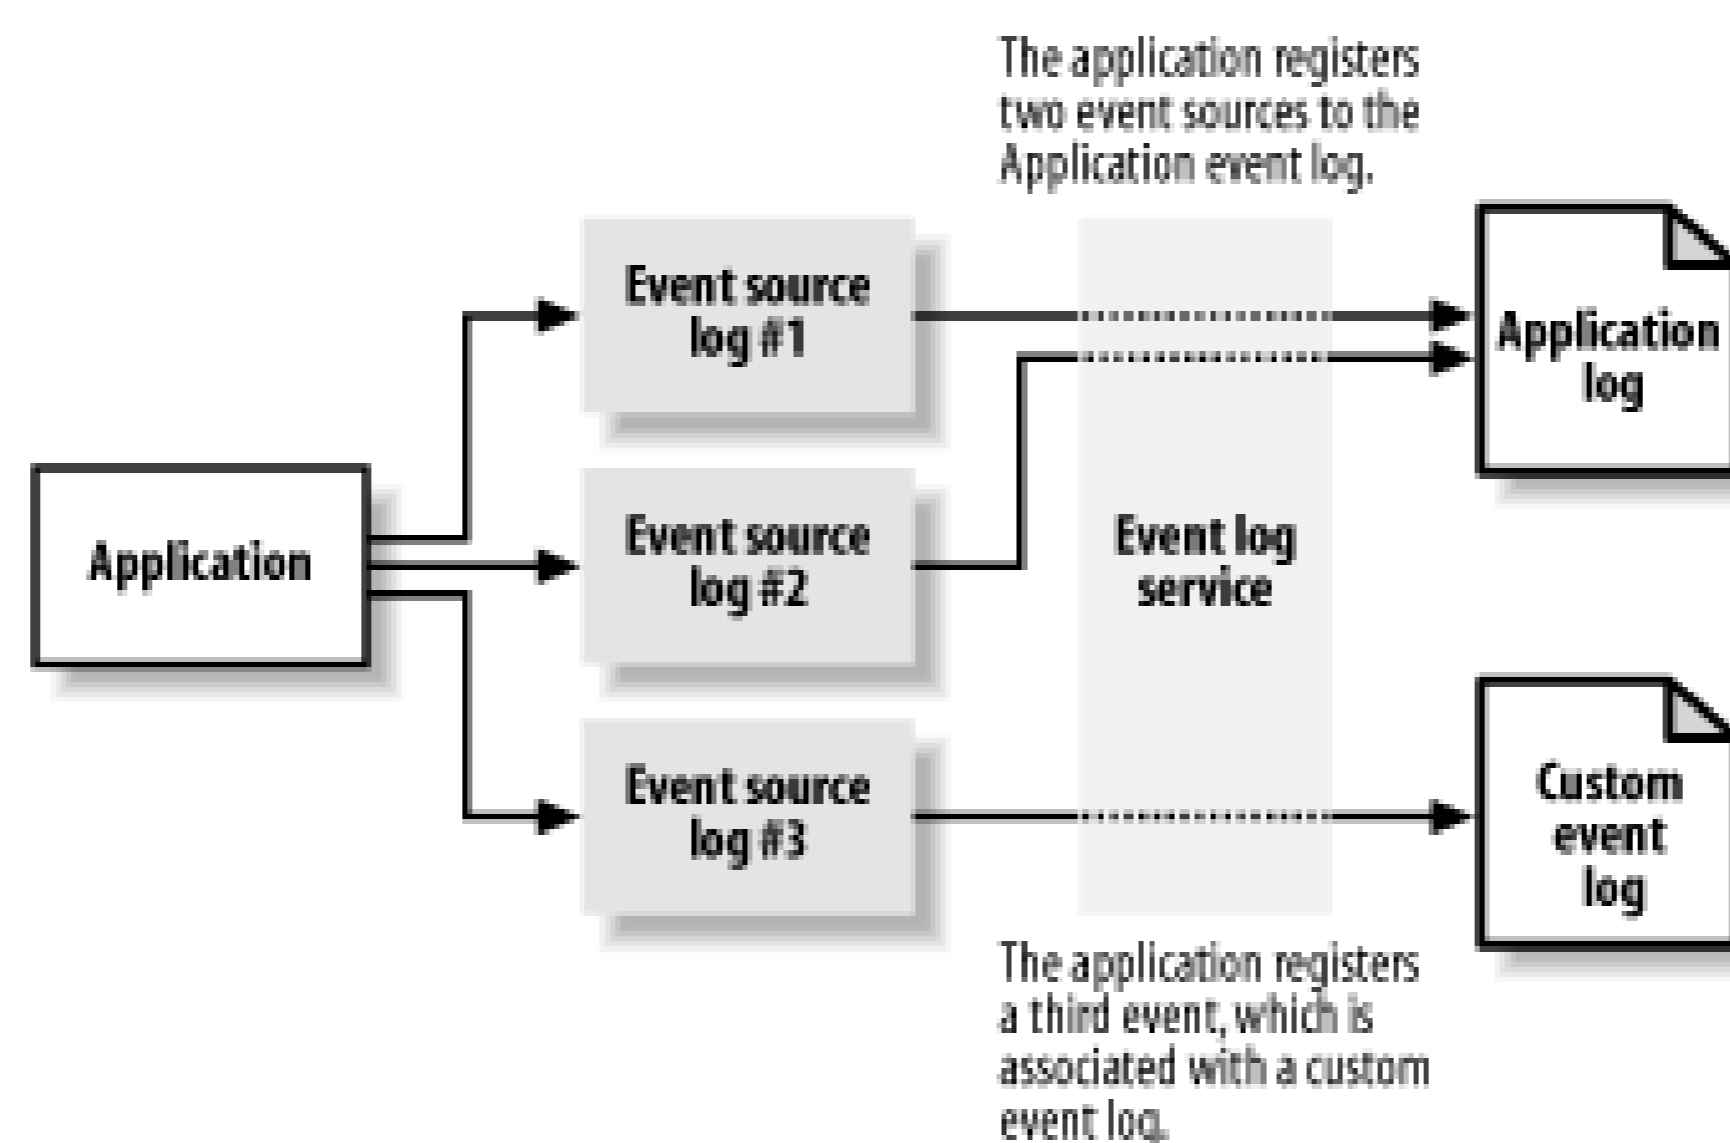 The application registers
two event sources to the
Application event log.
Event source
log #1
Application
log
Application
Event source
log #2
Event log
service
Event source
log #3
Custom
event
log
The application registers
a third event, which is
associated with a custom
event log.